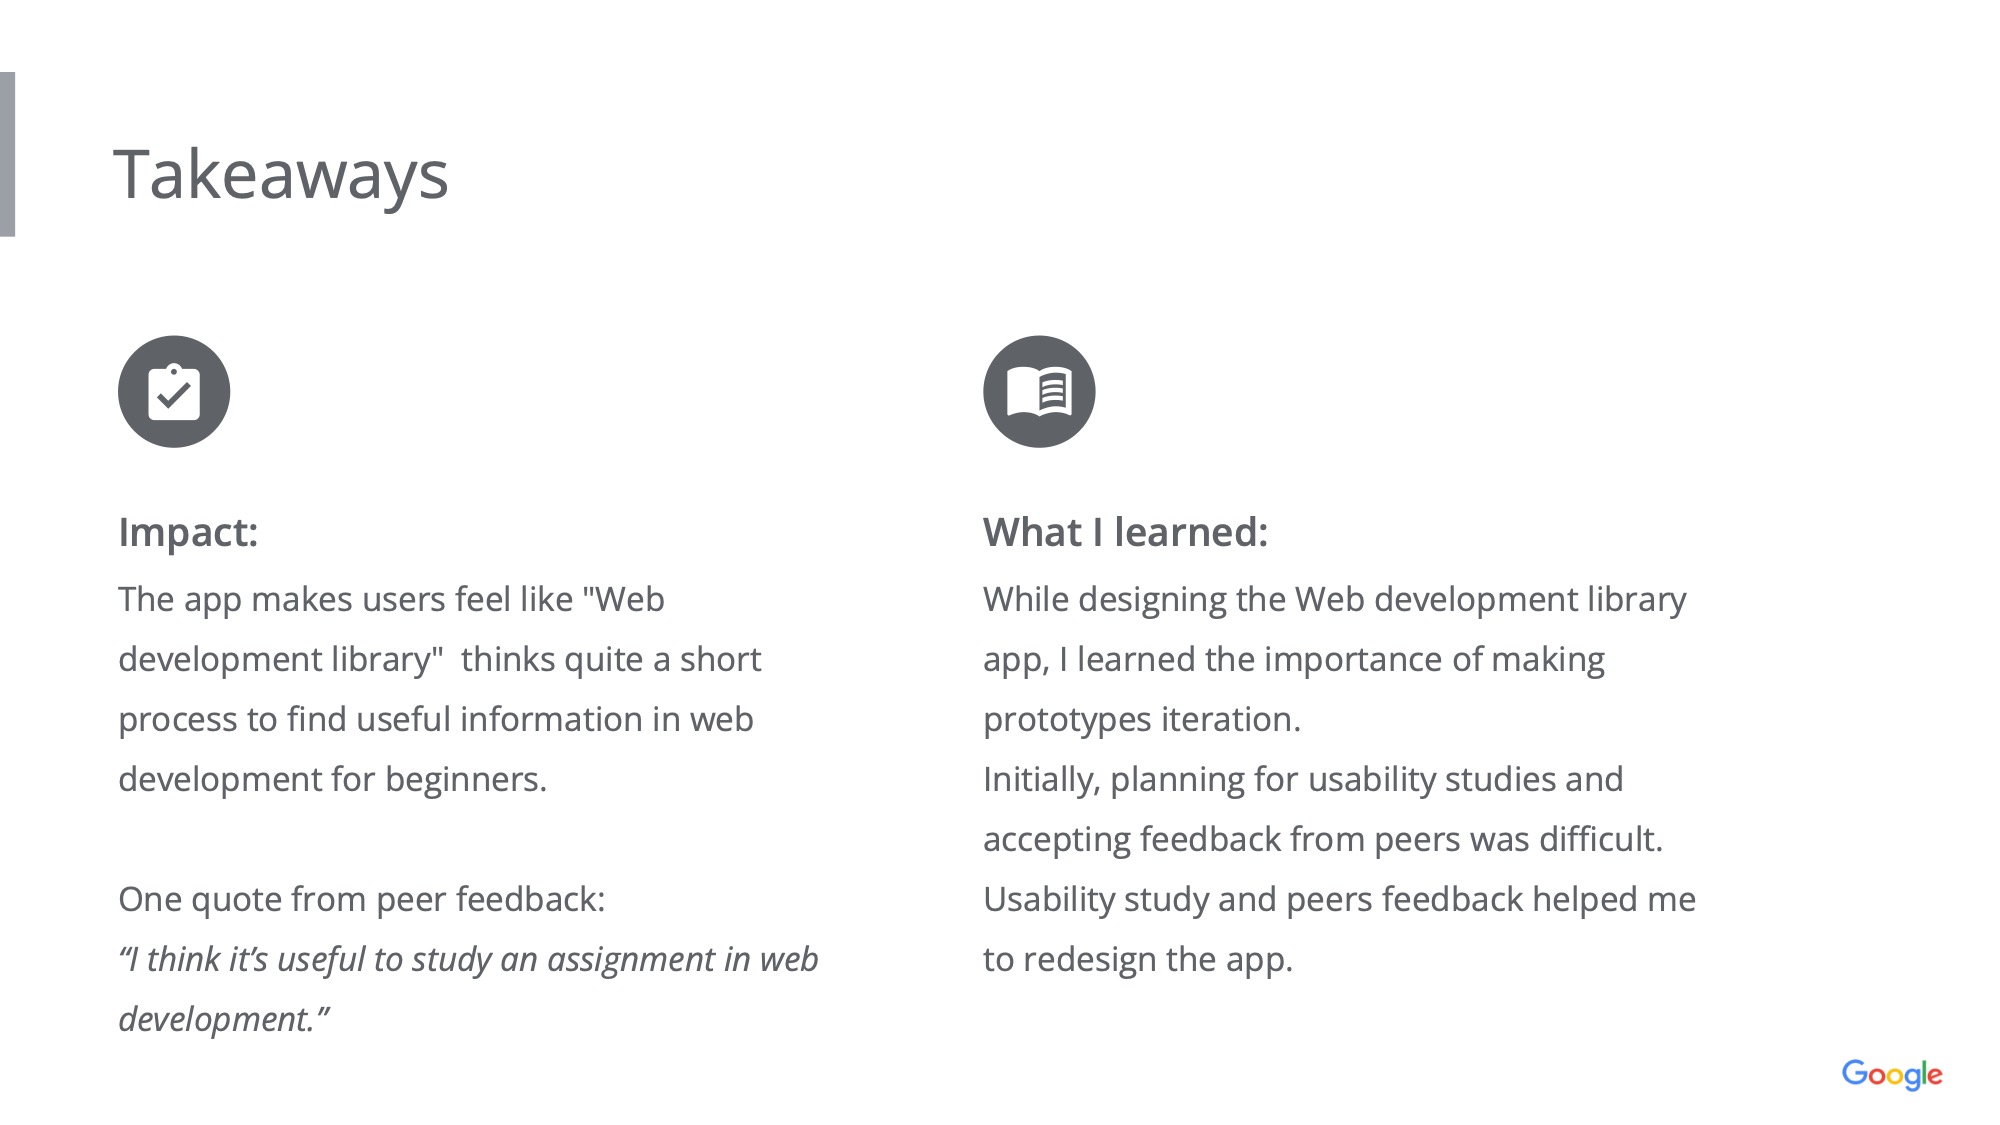 Takeaways
Impact:
The app makes users feel like "Web
development library"  thinks quite a short
process to find useful information in web
development for beginners.
One quote from peer feedback:
“I think it’s useful to study an assignment in web
development.”
What I learned:
While designing the Web development library
app, I learned the importance of making
prototypes iteration.
Initially, planning for usability studies and
accepting feedback from peers was difficult.
Usability study and peers feedback helped me
to redesign the app.
Google